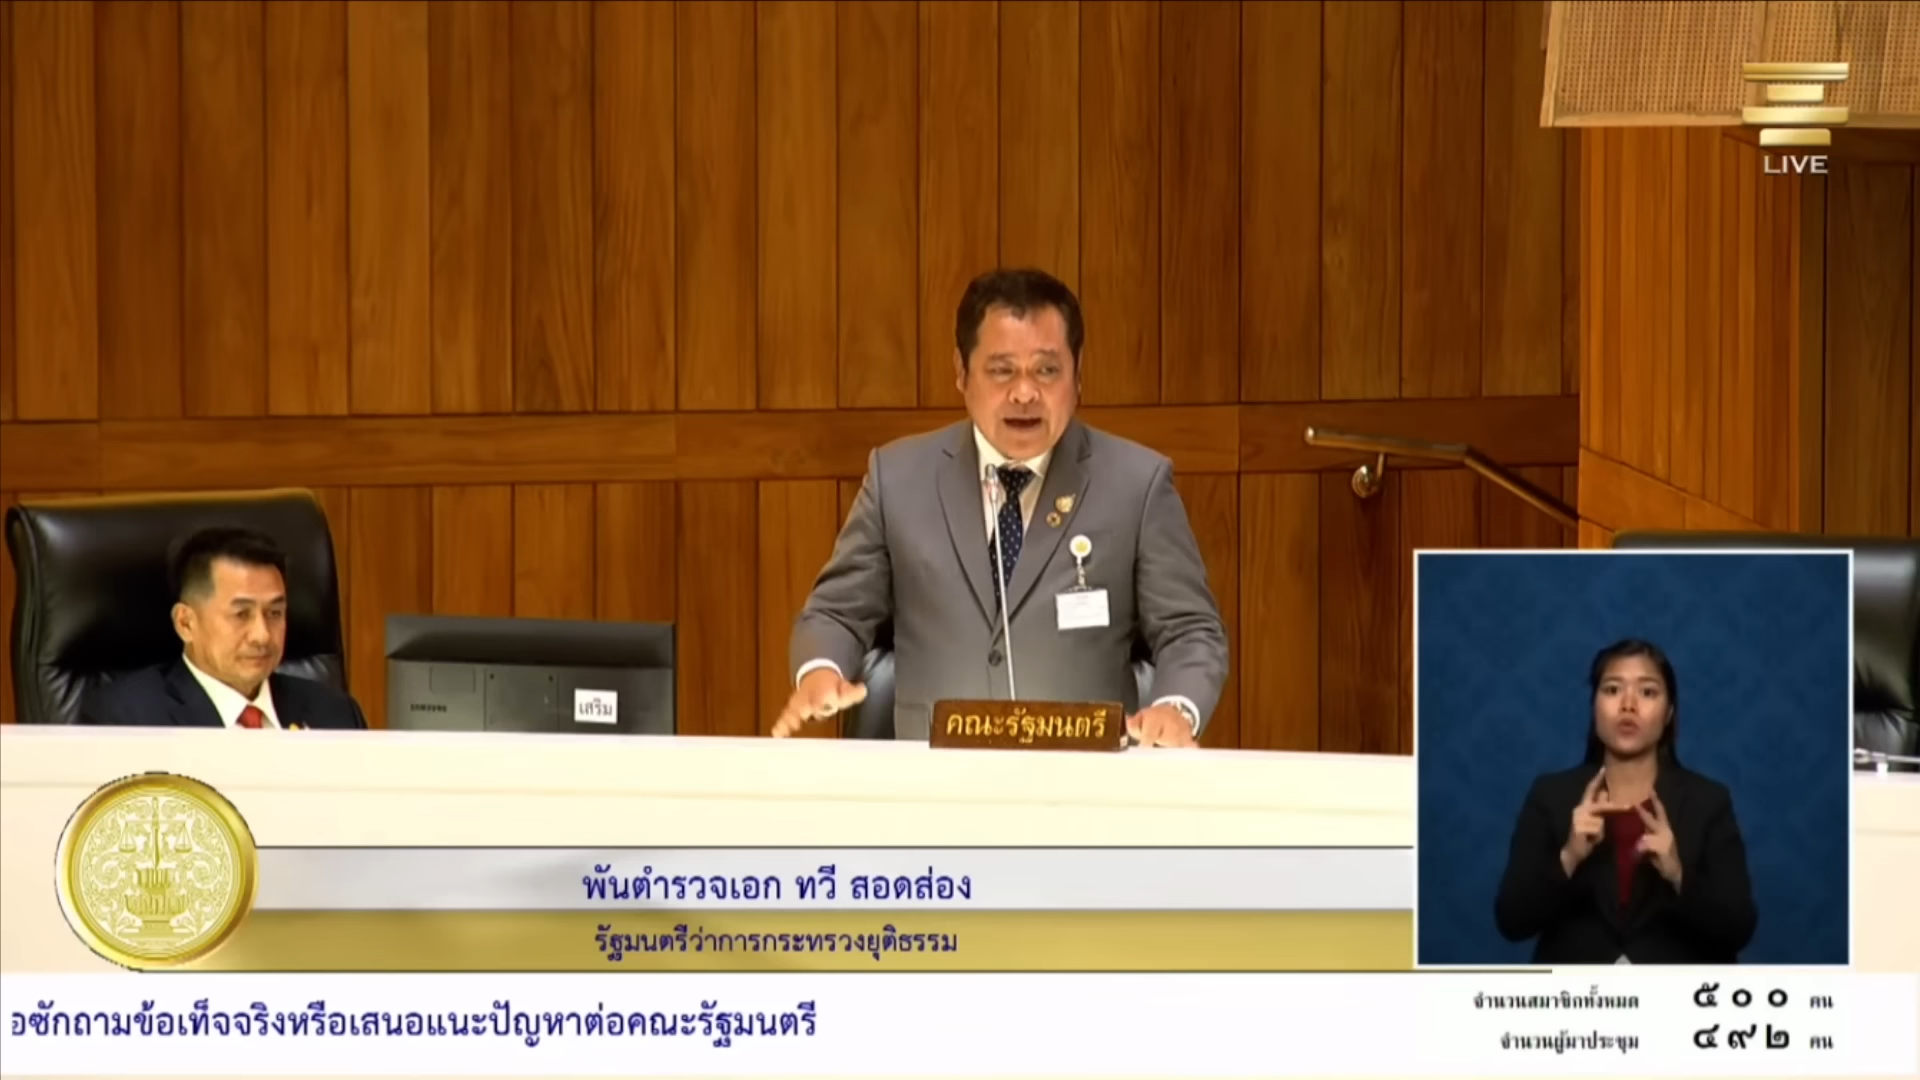 LIVE
SAMSUNG
เสริม
คณะรัฐมนตรี
พันตำรวจเอก ทวี สอดส่อง
รัฐมนตรีว่าการกระทรวงยุติธรรม
อซักถามข้อเท็จจริงหรือเสนอแนะปัญหาต่อคณะรัฐมนตรี
จำนวนสมาชิกทั้งหมด ๕๐๐ คน
จำนวนผู้มาประชุม ๔๙๒ คน